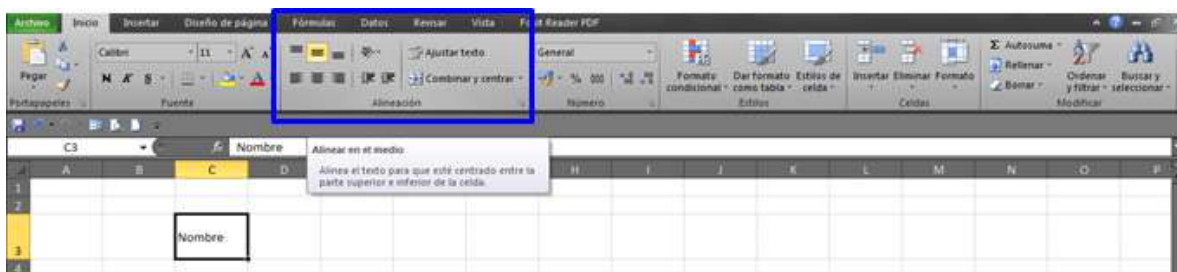 Archivo Inicio Insertar Diseño de página Fórmulas Datos Revisar Vista Foxit Reader PDF
Calibri 11 A A Ajustar texto General Σ Autosuma
Rellenar
Pegar N K S A Combinar y centrar % 000 Formato Dar formato Estilos de Insertar Eliminar Formato Borrar Ordenar Buscar y
condicional como tabla celda y filtrar seleccionar
Portapapeles Fuente Alineación Número Estilos Celdas Modificar
C3 fx Nombre
Alinear en el medio
Alinea el texto para que esté centrado entre la
parte superior e inferior de la celda.
A B C D H I J K L M N O P
1
2
3 Nombre
4